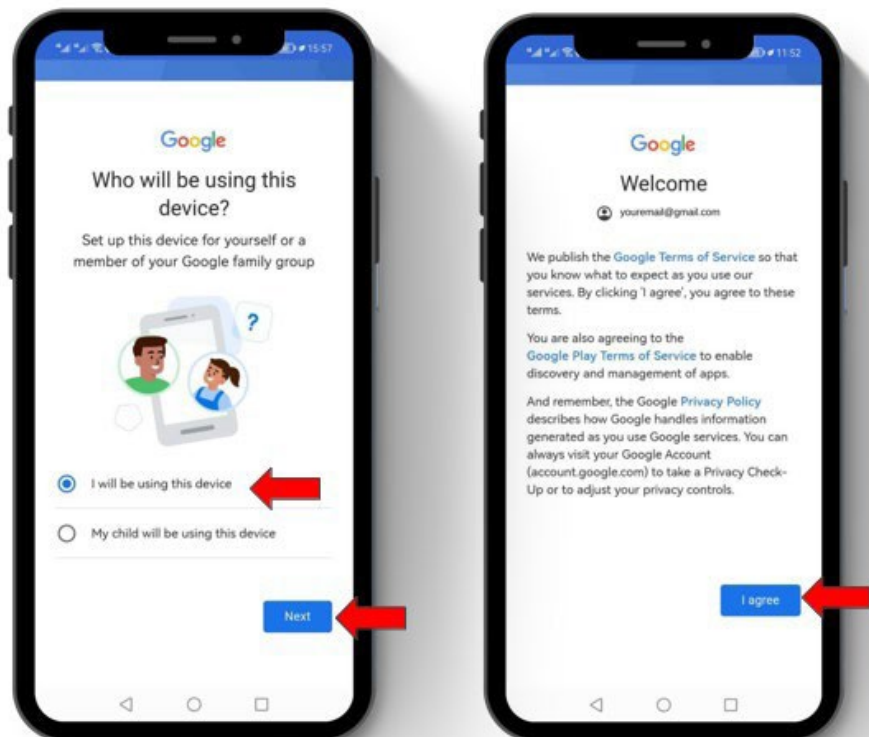 15:57
Google
Who will be using this
device?
Set up this device for yourself or a
member of your Google family group
?
I will be using this device
My child will be using this device
Next
11:52
Google
Welcome
youremail@gmail.com
We publish the Google Terms of Service so that
you know what to expect as you use our
services. By clicking 'I agree', you agree to these
terms.
You are also agreeing to the
Google Play Terms of Service to enable
discovery and management of apps.
And remember, the Google Privacy Policy
describes how Google handles information
generated as you use Google services. You can
always visit your Google Account
(account.google.com) to take a Privacy Check-
Up or to adjust your privacy controls.
I agree